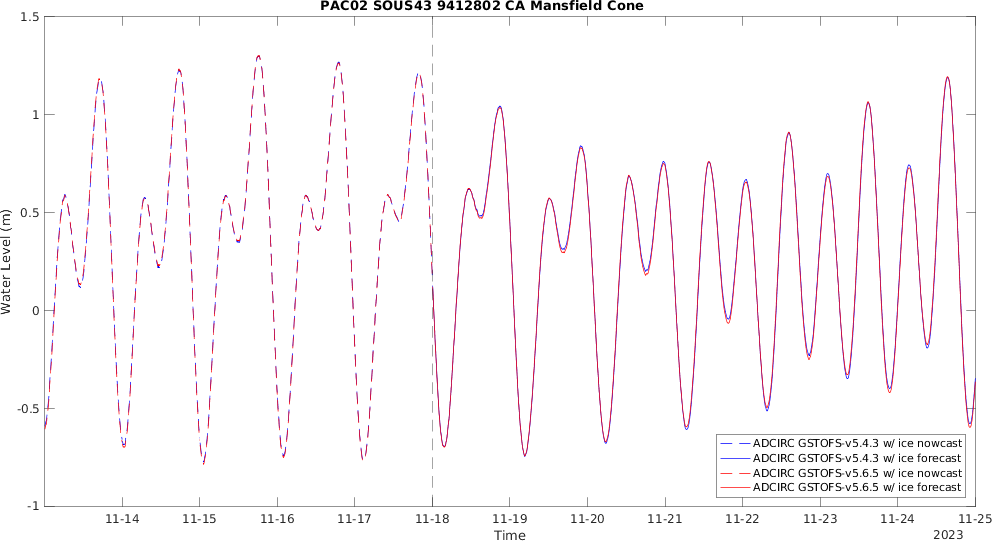 PAC02 SOUS43 9412802 CA Mansfield Cone
1.5
1
0.5
0
-0.5
-1
Water Level (m)
11-14 11-15 11-16 11-17 11-18 11-19 11-20 11-21 11-22 11-23 11-24 11-25
Time
2023
ADCIRC GSTOFS-v5.4.3 w/ ice nowcast
ADCIRC GSTOFS-v5.4.3 w/ ice forecast
ADCIRC GSTOFS-v5.6.5 w/ ice nowcast
ADCIRC GSTOFS-v5.6.5 w/ ice forecast